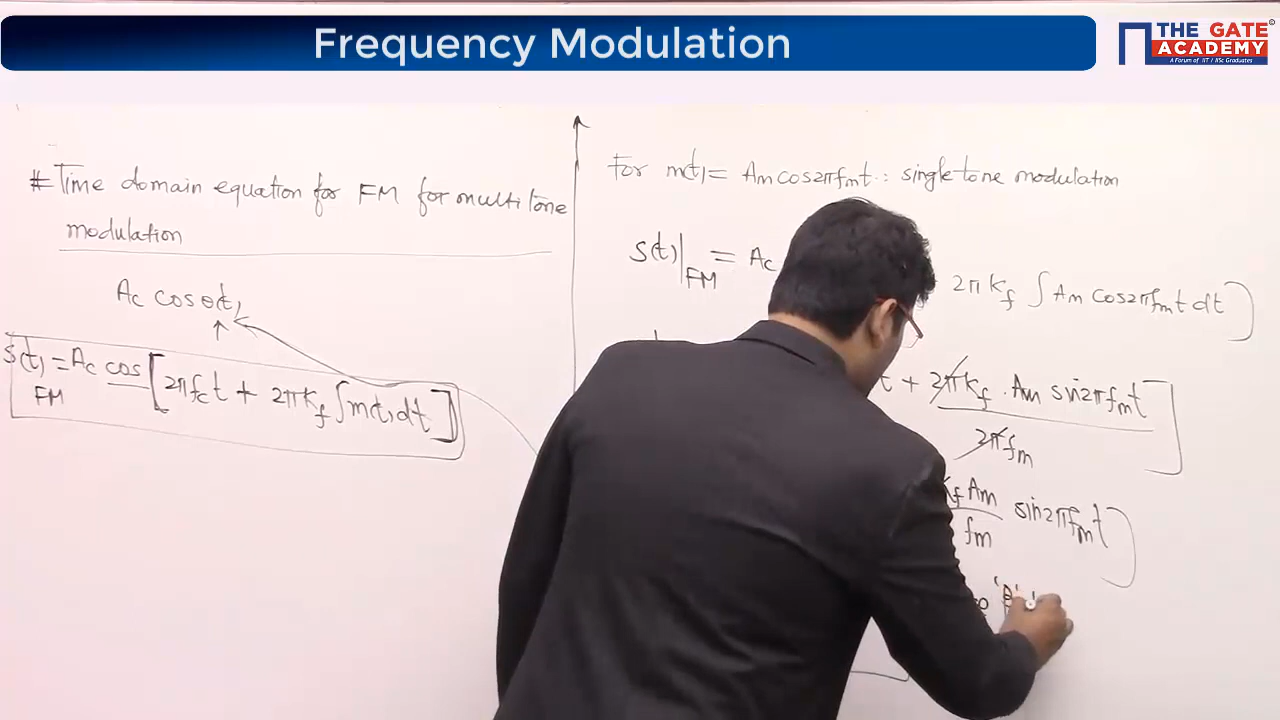 Frequency Modulation
THE GATE
ACADEMY
A Forum of IIT / IISc Graduates
# Time domain equation for FM for multi tone
modulation
Ac cos θ(t)
S(t) = Ac cos [2πfct + 2πKf ∫m(t)dt]
FM
For m(t) = Am cos2πfmt : single tone modulation
S(t)|FM = Ac 2πKf ∫Am cos2πfmt dt]
t + 2πKf . Am sin2πfmt]
2πfm
Kf Am sin2πfmt]
fm
'β'